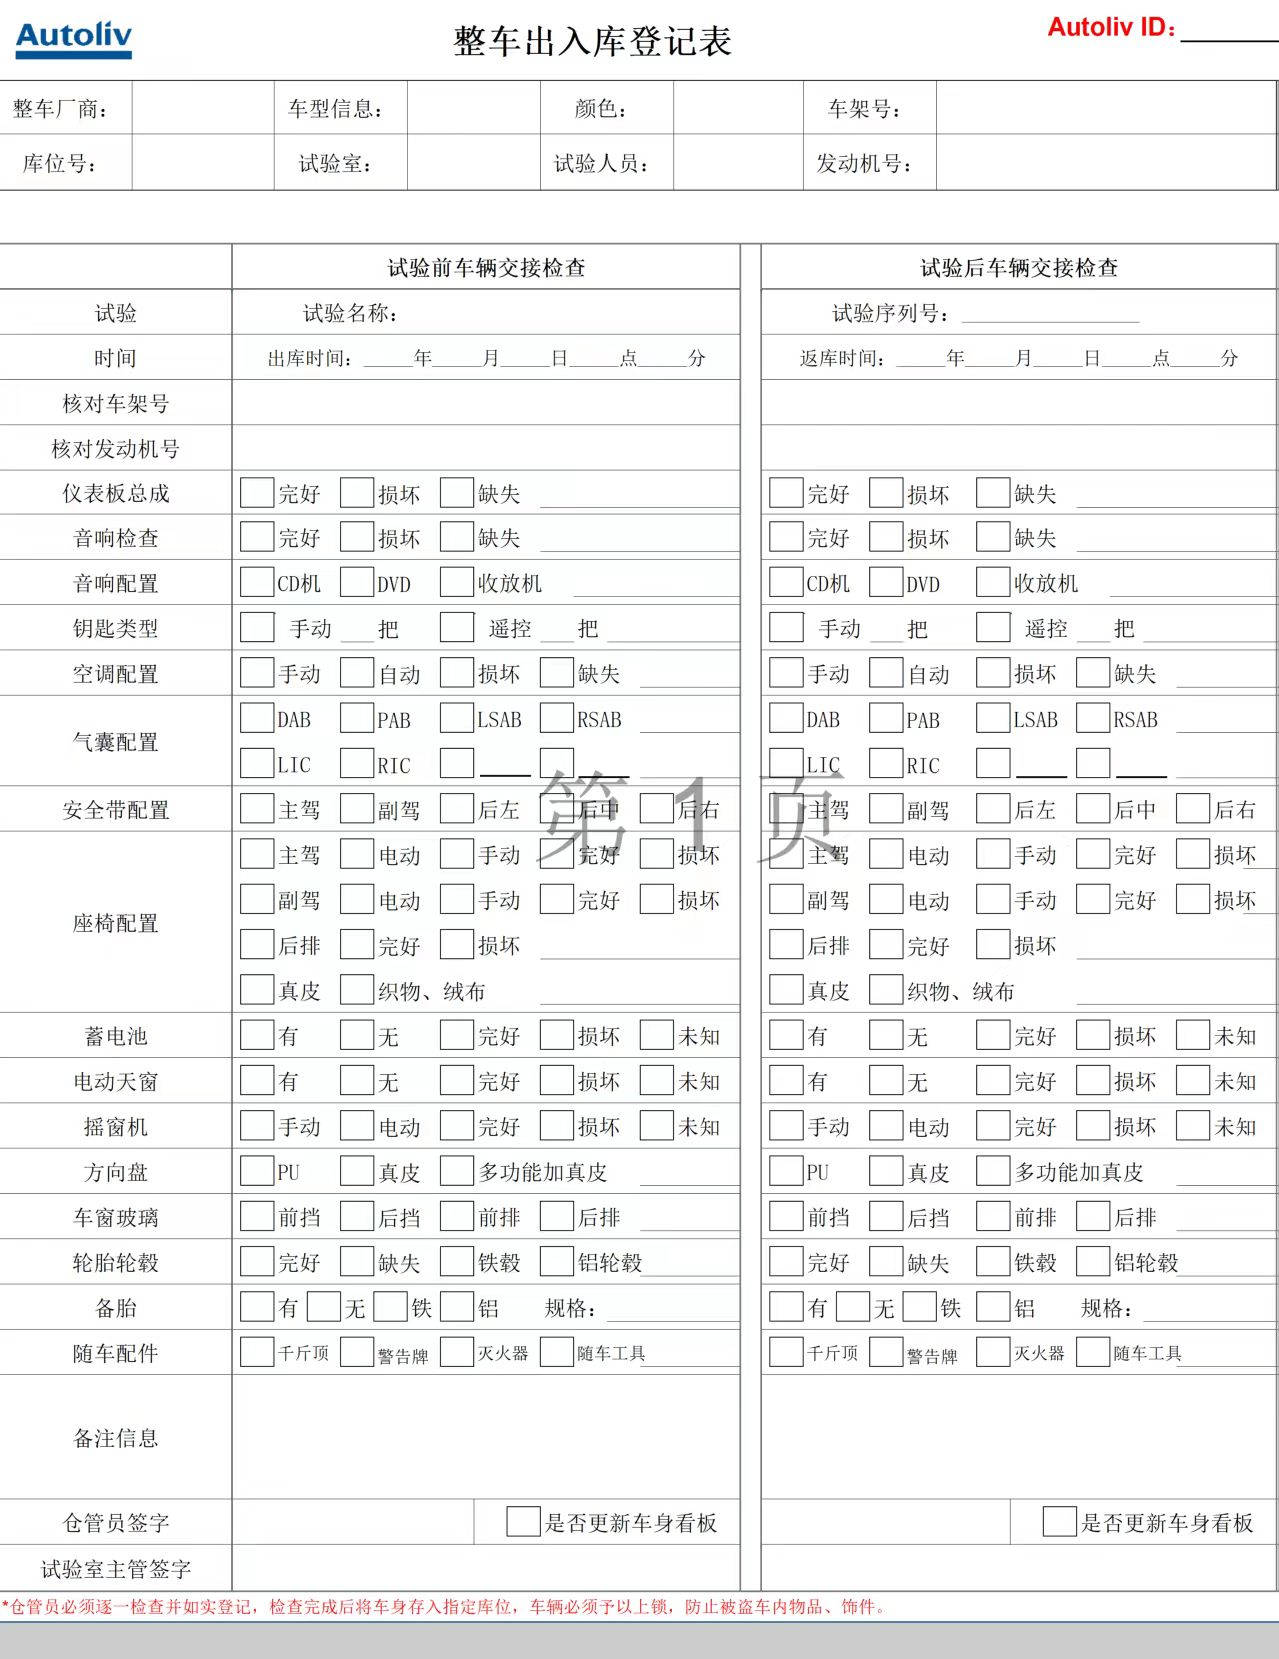 Autoliv
整车出入库登记表
Autoliv ID：
整车厂商： 车型信息： 颜色： 车架号：
库位号： 试验室： 试验人员： 发动机号：
试验前车辆交接检查 试验后车辆交接检查
试验 试验名称： 试验序列号：
时间 出库时间：____年____月____日____点____分 返库时间：____年____月____日____点____分
核对车架号
核对发动机号
仪表板总成 完好 损坏 缺失 完好 损坏 缺失
音响检查 完好 损坏 缺失 完好 损坏 缺失
音响配置 CD机 DVD 收放机 CD机 DVD 收放机
钥匙类型 手动 ___ 把 遥控 ___ 把 手动 ___ 把 遥控 ___ 把
空调配置 手动 自动 损坏 缺失 手动 自动 损坏 缺失
气囊配置 DAB PAB LSAB RSAB DAB PAB LSAB RSAB
LIC RIC LIC RIC
第 1 页
安全带配置 主驾 副驾 后左 后中 后右 主驾 副驾 后左 后中 后右
座椅配置 主驾 电动 手动 完好 损坏 主驾 电动 手动 完好 损坏
副驾 电动 手动 完好 损坏 副驾 电动 手动 完好 损坏
后排 完好 损坏 后排 完好 损坏
真皮 织物、绒布 真皮 织物、绒布
蓄电池 有 无 完好 损坏 未知 有 无 完好 损坏 未知
电动天窗 有 无 完好 损坏 未知 有 无 完好 损坏 未知
摇窗机 手动 电动 完好 损坏 未知 手动 电动 完好 损坏 未知
方向盘 PU 真皮 多功能加真皮 PU 真皮 多功能加真皮
车窗玻璃 前挡 后挡 前排 后排 前挡 后挡 前排 后排
轮胎轮毂 完好 缺失 铁毂 铝轮毂 完好 缺失 铁毂 铝轮毂
备胎 有 无 铁 铝 规格： 有 无 铁 铝 规格：
随车配件 千斤顶 警告牌 灭火器 随车工具 千斤顶 警告牌 灭火器 随车工具
备注信息
仓管员签字 是否更新车身看板 是否更新车身看板
试验室主管签字
*仓管员必须逐一检查并如实登记，检查完成后将车身存入指定库位，车辆必须予以上锁，防止被盗车内物品、饰件。